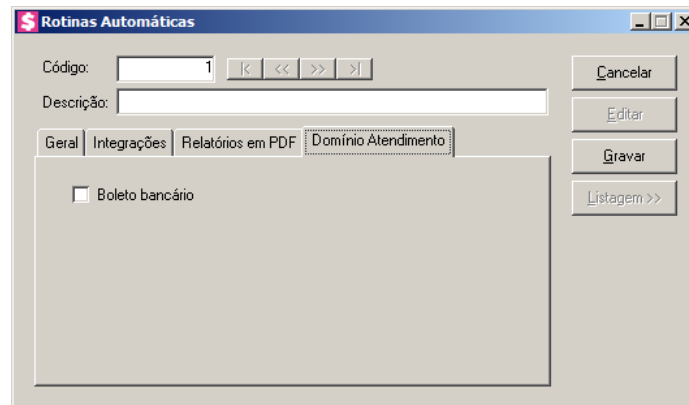 $ Rotinas Automáticas
Código: 1 |< << >> >|
Cancelar
Descrição:
Editar
Geral Integrações Relatórios em PDF Domínio Atendimento
Gravar
Boleto bancário
Listagem >>